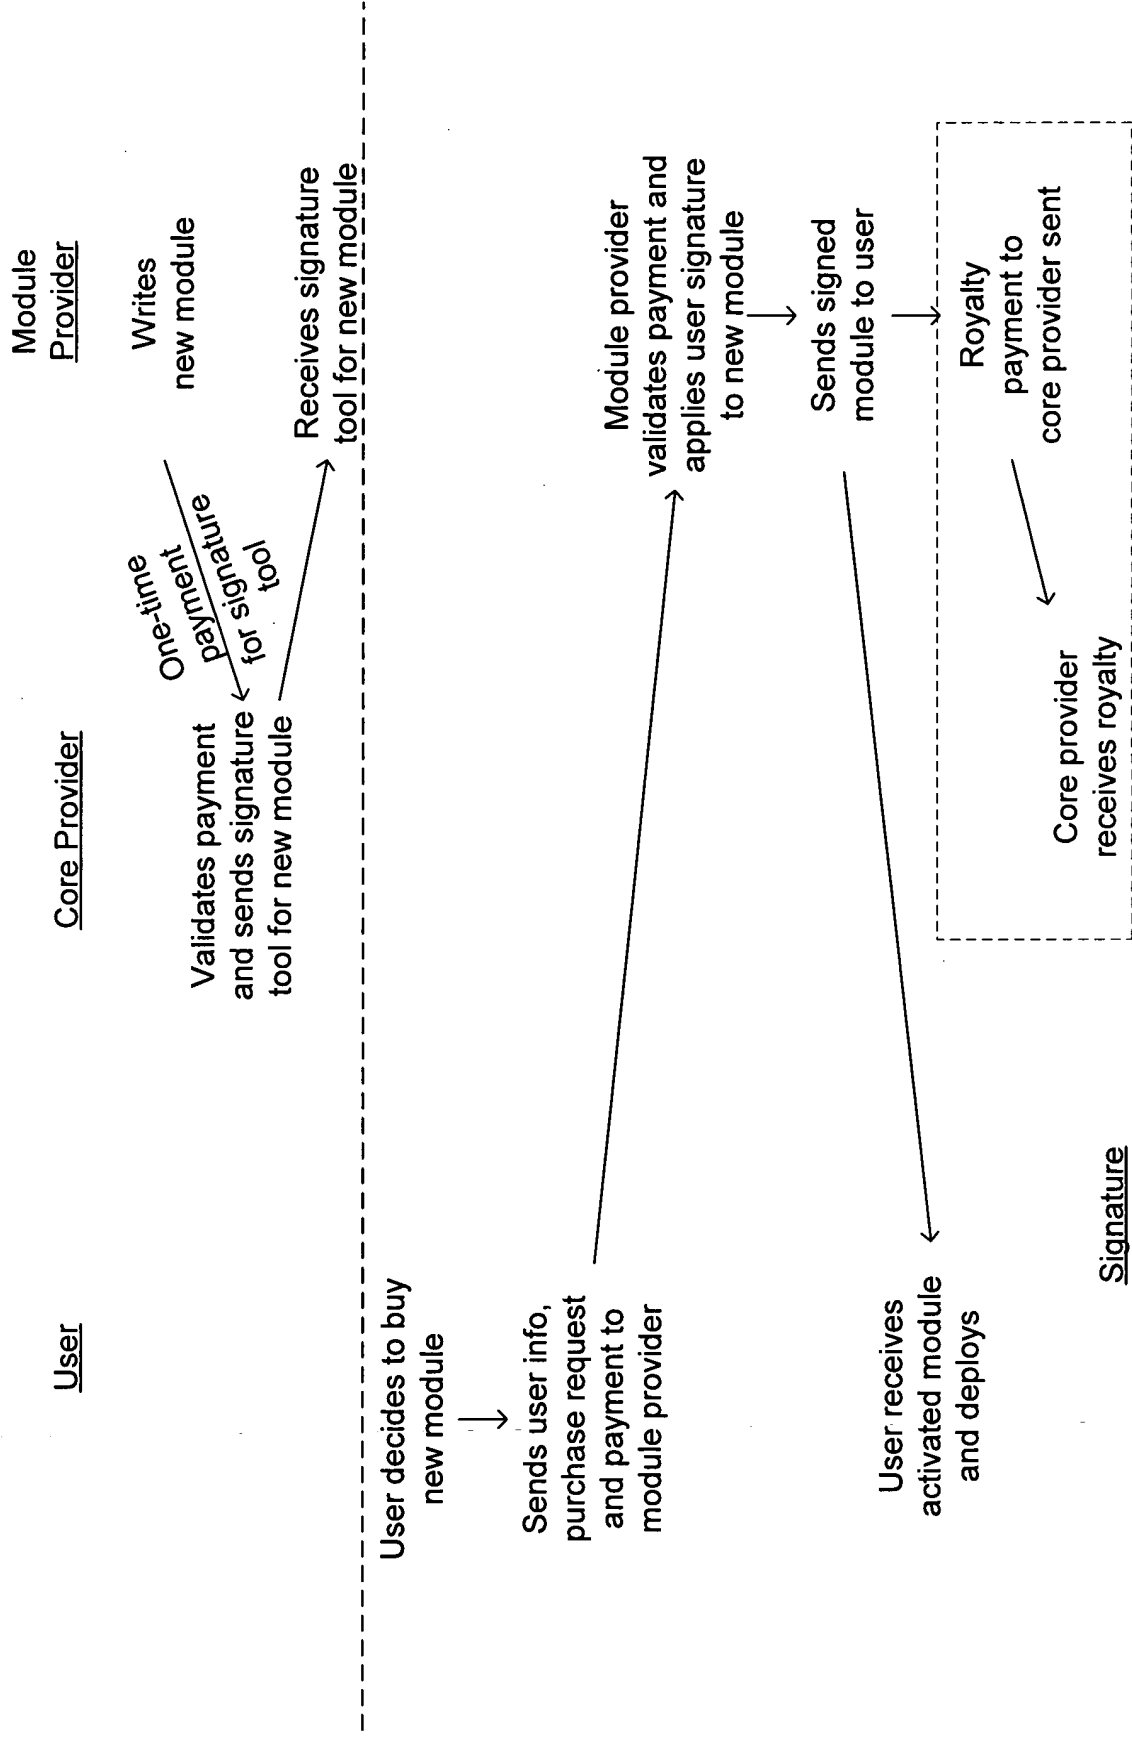 User
Core Provider
Module
Provider
Writes
new module
One-time
payment
for signature
tool
Validates payment
and sends signature
tool for new module
Receives signature
tool for new module
User decides to buy
new module
Sends user info,
purchase request
and payment to
module provider
Module provider
validates payment and
applies user signature
to new module
Sends signed
module to user
User receives
activated module
and deploys
Royalty
payment to
core provider sent
Core provider
receives royalty
Signature